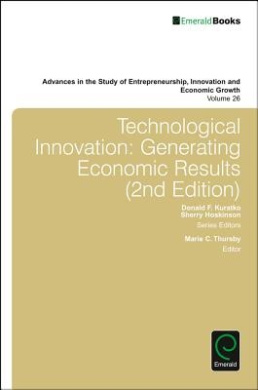 EmeraldBooks
Advances in the Study of Entrepreneurship, Innovation and
Economic Growth
Volume 26
Technological
Innovation: Generating
Economic Results
(2nd Edition)
Donald F. Kuratko
Sherry Hoskinson
Series Editors
Marie C. Thursby
Editor
Emerald